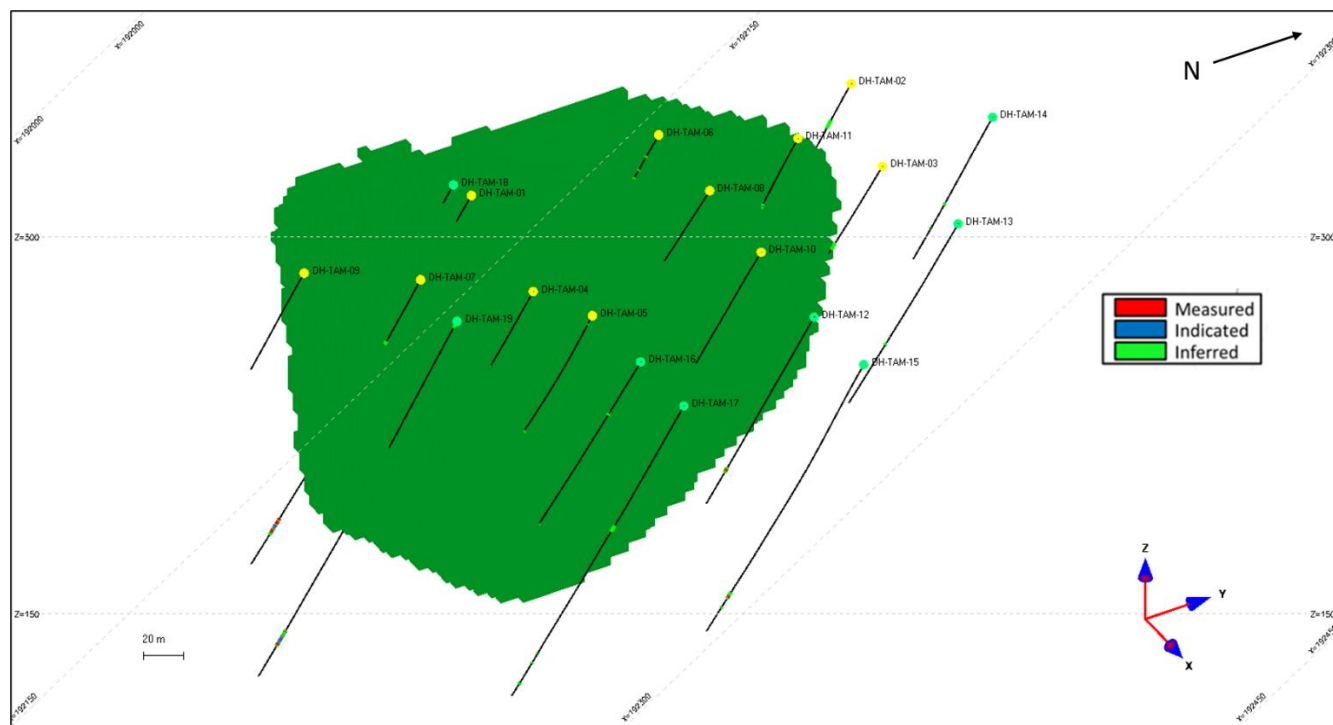 X=192000
X=192150
X=192300
N
DH-TAM-02
DH-TAM-14
DH-TAM-06
DH-TAM-11
DH-TAM-03
DH-TAM-18
DH-TAM-01
DH-TAM-08
X=192000
DH-TAM-13
Z=500
Z=300
DH-TAM-10
DH-TAM-09
DH-TAM-07
DH-TAM-04
DH-TAM-05
DH-TAM-12
DH-TAM-19
Measured
Indicated
Inferred
DH-TAM-16
DH-TAM-15
DH-TAM-17
Z
Y
X
Z=150
Z=150
20 m
X=192450
X=192150
X=192300
X=192450